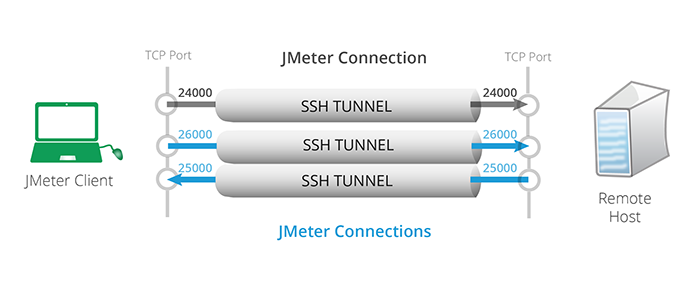 JMeter Connection
TCP Port
TCP Port
24000
24000
SSH TUNNEL
26000
26000
SSH TUNNEL
25000
25000
SSH TUNNEL
JMeter Client
Remote
Host
JMeter Connections